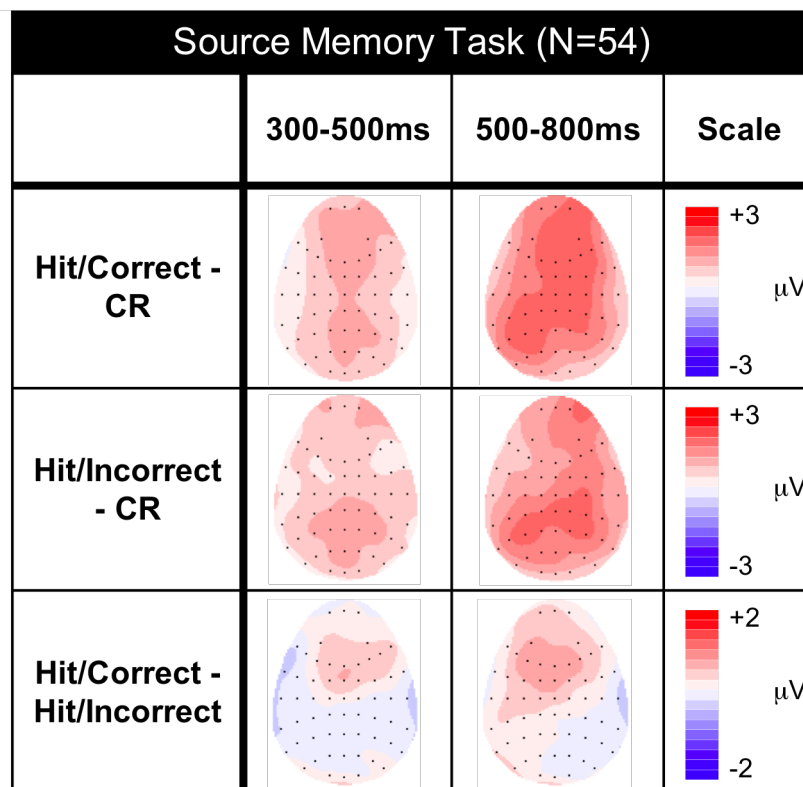 Source Memory Task (N=54)
300-500ms 500-800ms Scale
Hit/Correct -
CR
+3
μV
-3
Hit/Incorrect
- CR
+3
μV
-3
Hit/Correct -
Hit/Incorrect
+2
μV
-2